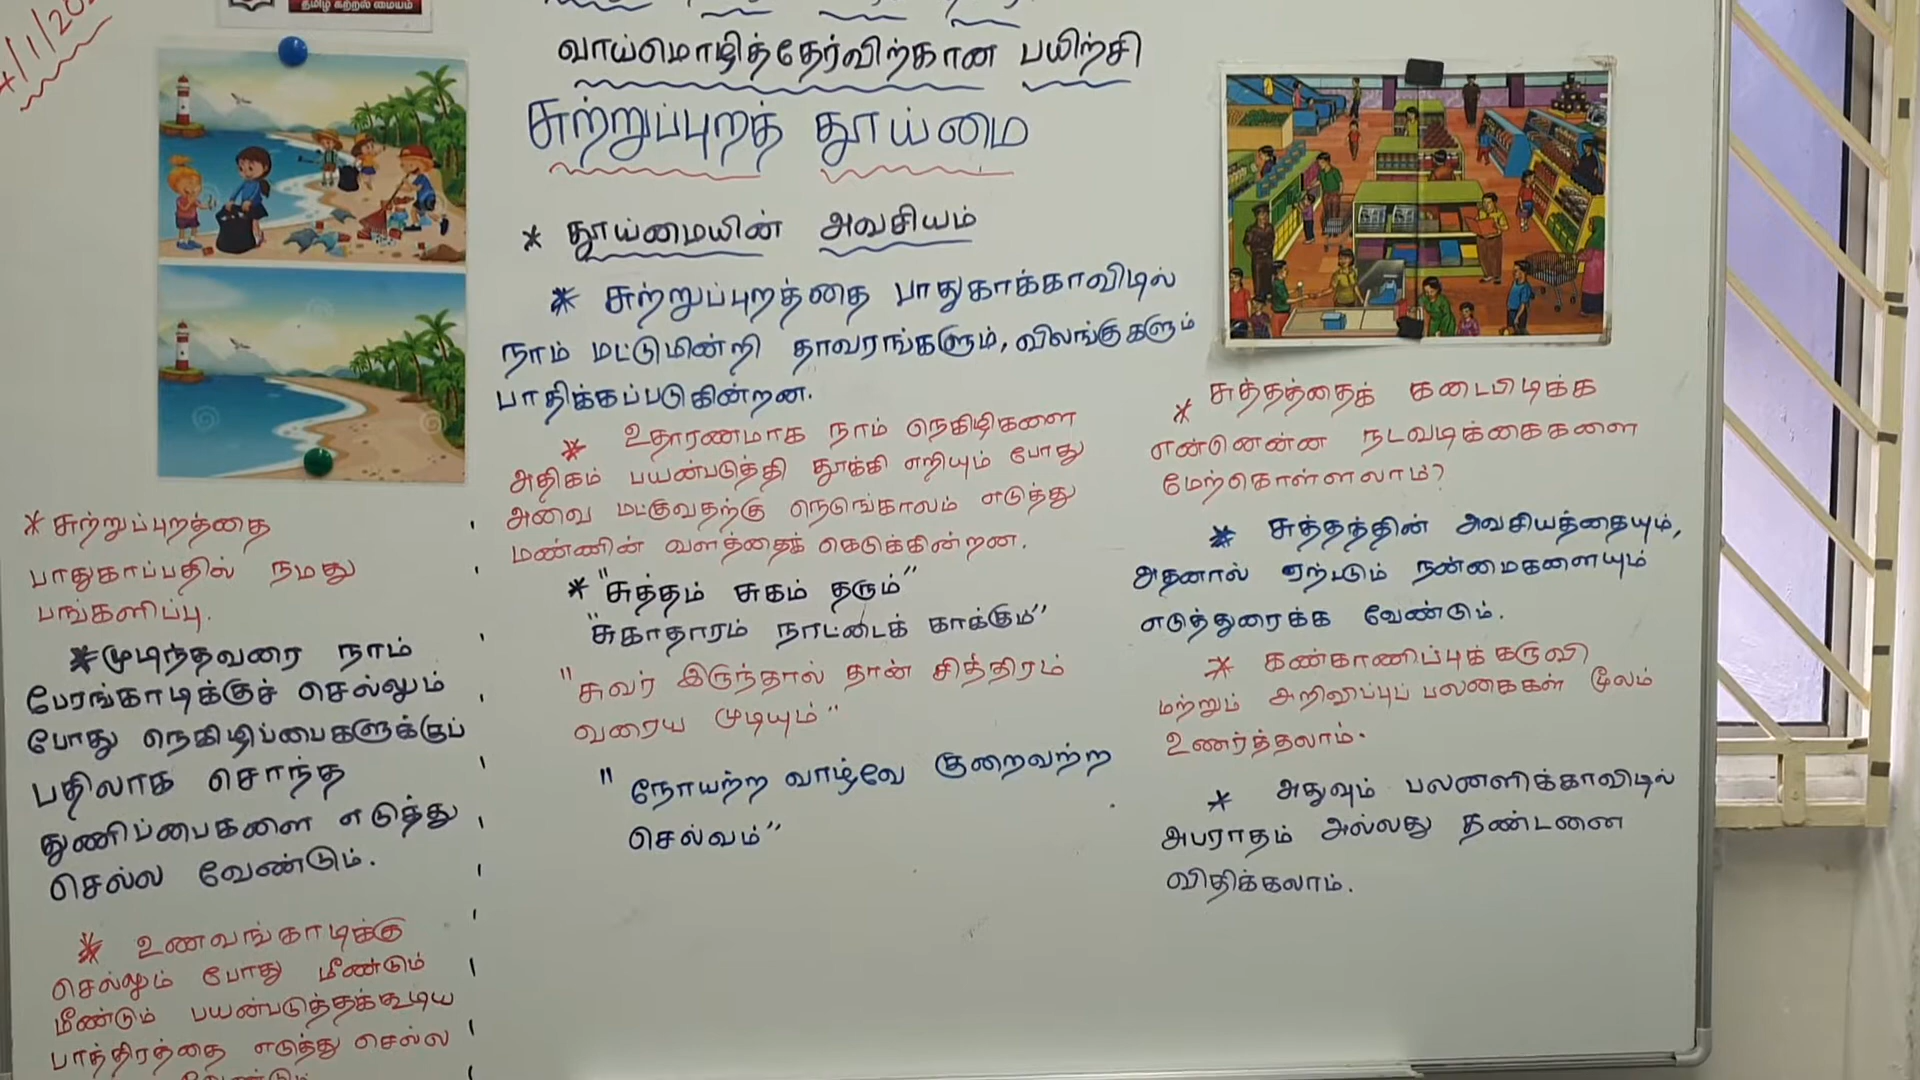 தமிழ் கற்றல் மையம்
வாய்மொழித்தேர்விற்கான பயிற்சி
சுற்றுப்புறத் தூய்மை
* தூய்மையின் அவசியம்
* சுற்றுப்புறத்தை பாதுகாக்காவிடில்
நாம் மட்டுமின்றி தாவரங்களும், விலங்குகளும்
பாதிக்கப்படுகின்றன.
* உதாரணமாக நாம் நெகிழிகளை
அதிகம் பயன்படுத்தி தூக்கி எறியும் போது
அவை மட்குவதற்கு நெடுங்காலம் எடுத்து
மண்ணின் வளத்தைக் கெடுக்கின்றன.
* "சுத்தம் சுகம் தரும்"
"சுகாதாரம் நாட்டைக் காக்கும்"
"சுவர் இருந்தால் தான் சித்திரம்
வரைய முடியும்"
"நோயற்ற வாழ்வே குறைவற்ற
செல்வம்"
* சுற்றுப்புறத்தை
பாதுகாப்பதில் நமது
பங்களிப்பு.
* முடிந்தவரை நாம்
பேரங்காடிக்குச் செல்லும்
போது நெகிழிப்பைகளுக்குப்
பதிலாக சொந்த
துணிப்பைகளை எடுத்து
செல்ல வேண்டும்.
* உணவங்காடிக்கு
செல்லும் போது மீண்டும்
மீண்டும் பயன்படுத்தக்கூடிய
பாத்திரத்தை எடுத்து செல்ல
* சுத்தத்தைக் கடைபிடிக்க
என்னென்ன நடவடிக்கைகளை
மேற்கொள்ளலாம்?
* சுத்தத்தின் அவசியத்தையும்,
அதனால் ஏற்படும் நன்மைகளையும்
எடுத்துரைக்க வேண்டும்.
* கண்காணிப்புக் கருவி
மற்றும் அறிவிப்புப் பலகைகள் மூலம்
உணர்த்தலாம்.
* அதுவும் பலனளிக்காவிடில்
அபராதம் அல்லது தண்டனை
விதிக்கலாம்.